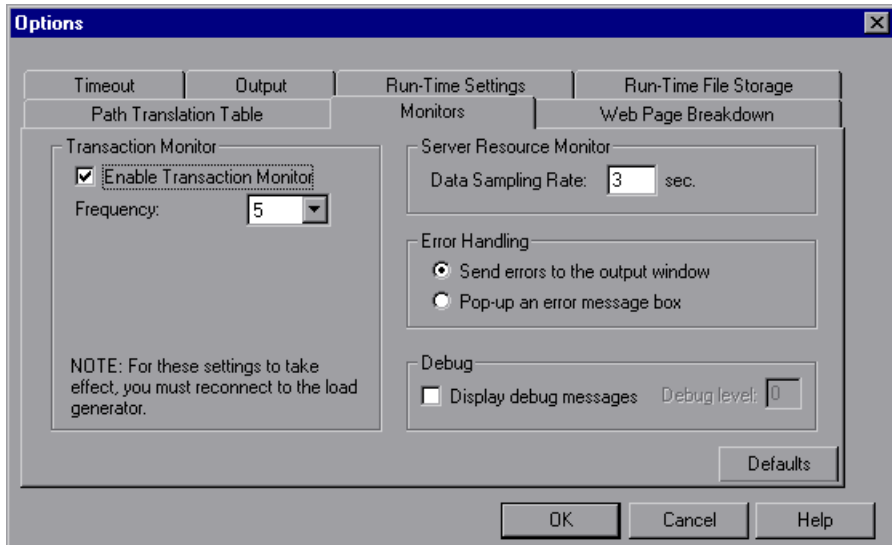 Options
Timeout
Output
Run-Time Settings
Run-Time File Storage
Path Translation Table
Monitors
Web Page Breakdown
Transaction Monitor
Enable Transaction Monitor
Frequency: 5
NOTE: For these settings to take
effect, you must reconnect to the load
generator.
Server Resource Monitor
Data Sampling Rate: 3 sec.
Error Handling
Send errors to the output window
Pop-up an error message box
Debug
Display debug messages Debug level: 0
Defaults
OK
Cancel
Help